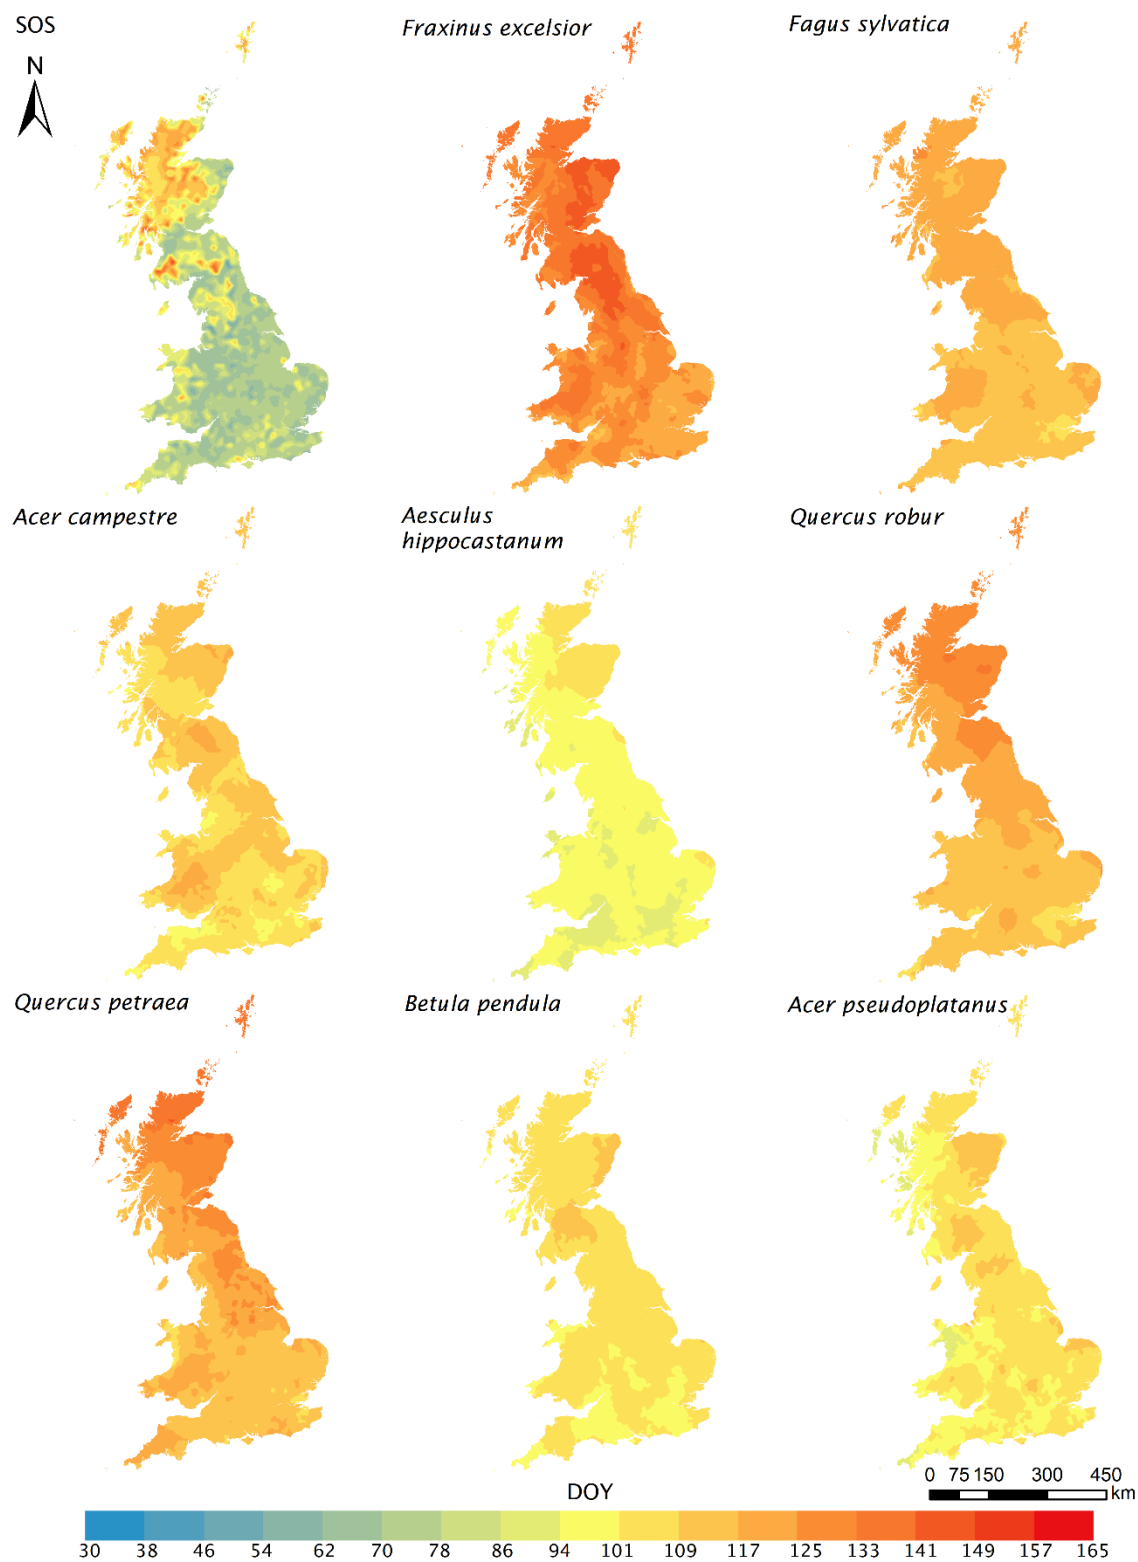 SOS
N
Fraxinus excelsior
Fagus sylvatica
Acer campestre
Aesculus
hippocastanum
Quercus robur
Quercus petraea
Betula pendula
Acer pseudoplatanus
0 75 150 300 450
km
DOY
30 38 46 54 62 70 78 86 94 101 109 117 125 133 141 149 157 165